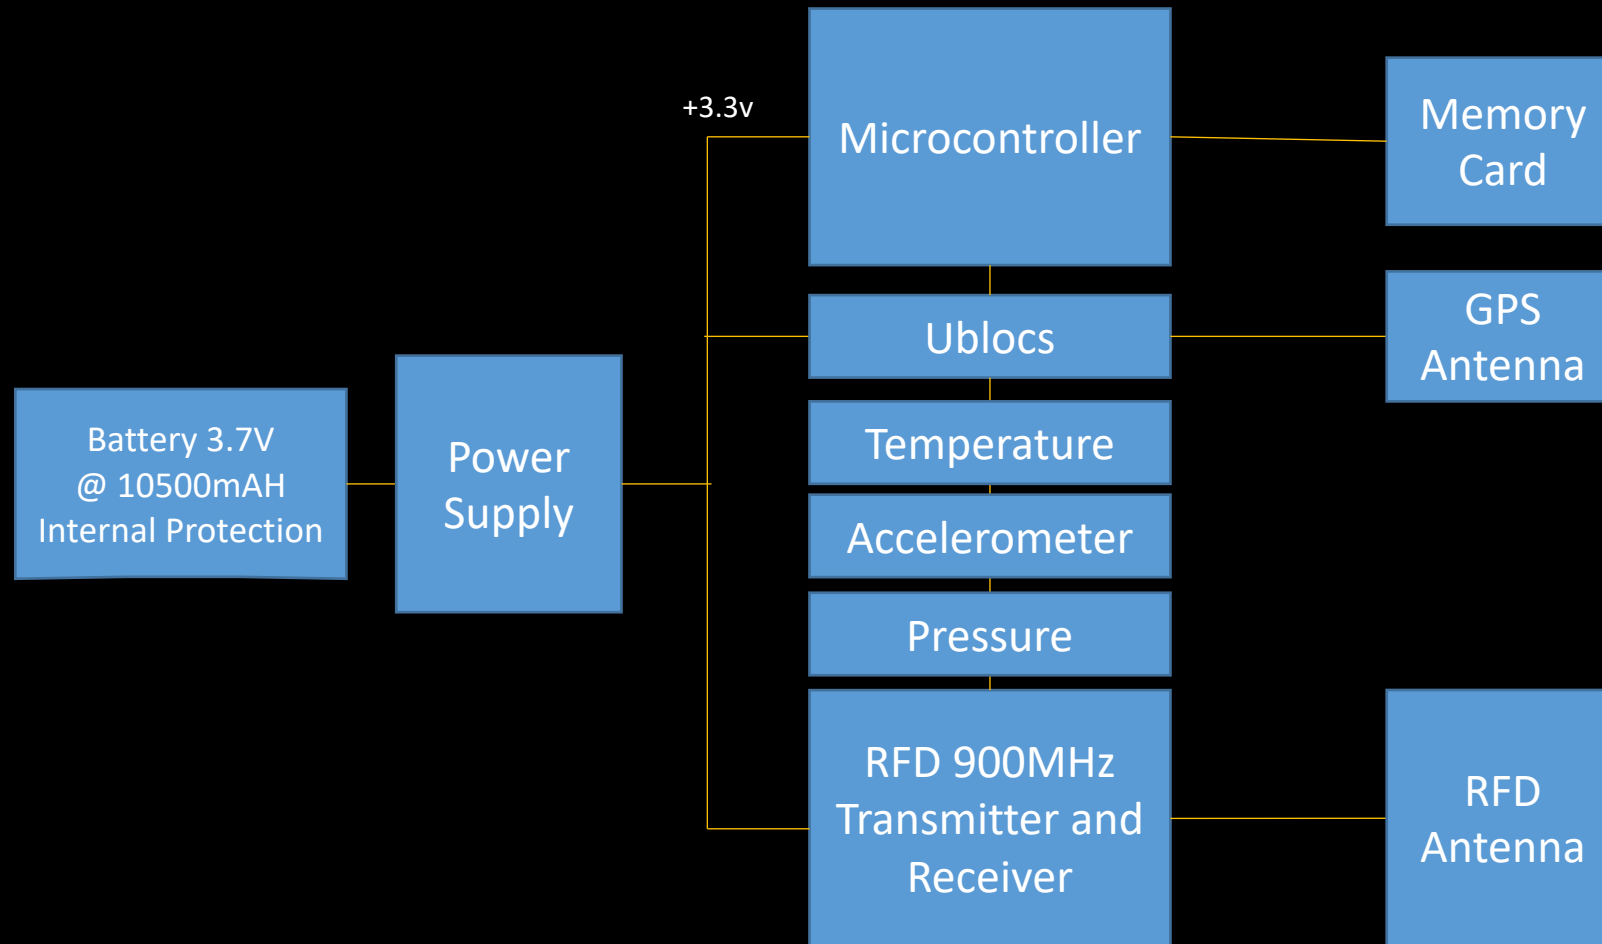 +3.3v
Microcontroller
Memory
Card
Ublocs
GPS
Antenna
Battery 3.7V
@ 10500mAH
Internal Protection
Power
Supply
Temperature
Accelerometer
Pressure
RFD 900MHz
Transmitter and
Receiver
RFD
Antenna